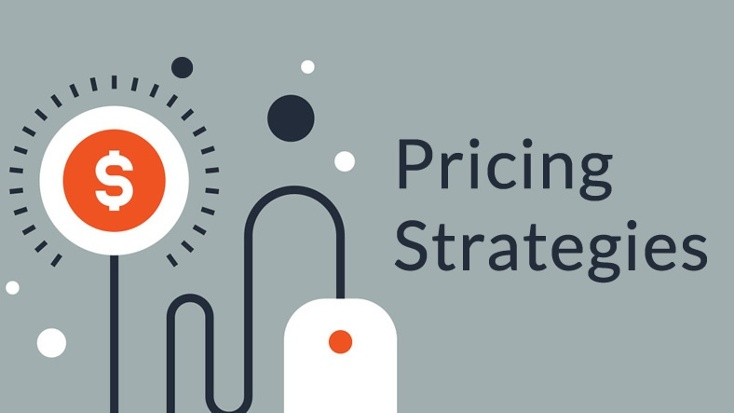 $
Pricing
Strategies